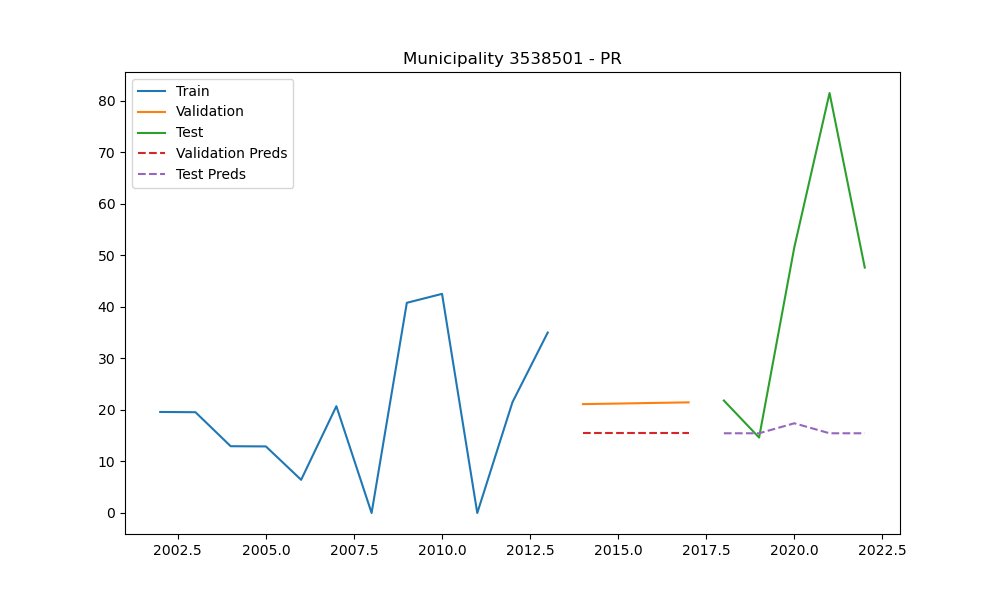 Municipality 3538501 - PR
Train
Validation
Test
Validation Preds
Test Preds
80
70
60
50
40
30
20
10
0
2002.5 2005.0 2007.5 2010.0 2012.5 2015.0 2017.5 2020.0 2022.5